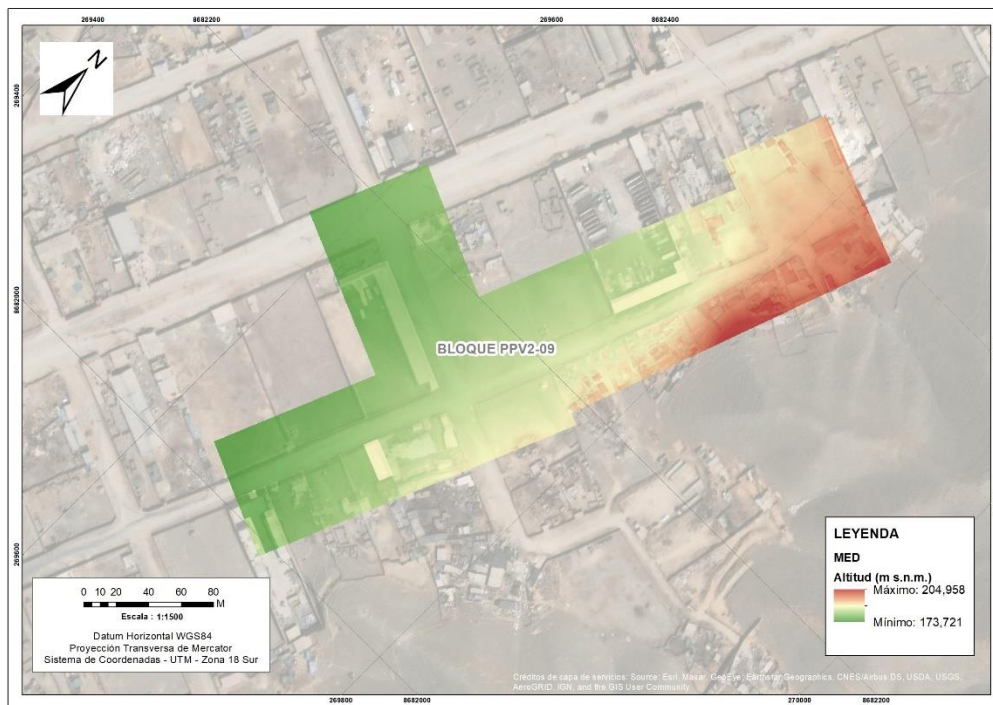 269400
8682200
269600
8682400
N
269400
8682000
269600
BLOQUE PPV2-09
LEYENDA
MED
Altitud (m s.n.m.)
Máximo: 204,958
Mínimo: 173,721
0 10 20 40 60 80
M
Escala : 1:1500
Datum Horizontal WGS84
Proyección Transversa de Mercator
Sistema de Coordenadas - UTM - Zona 18 Sur
Créditos de capa de servicios: Source: Esri, Maxar, GeoEye, Earthstar Geographics, CNES/Airbus DS, USDA, USGS,
AeroGRID, IGN, and the GIS User Community
269800
8682000
270000
8682200